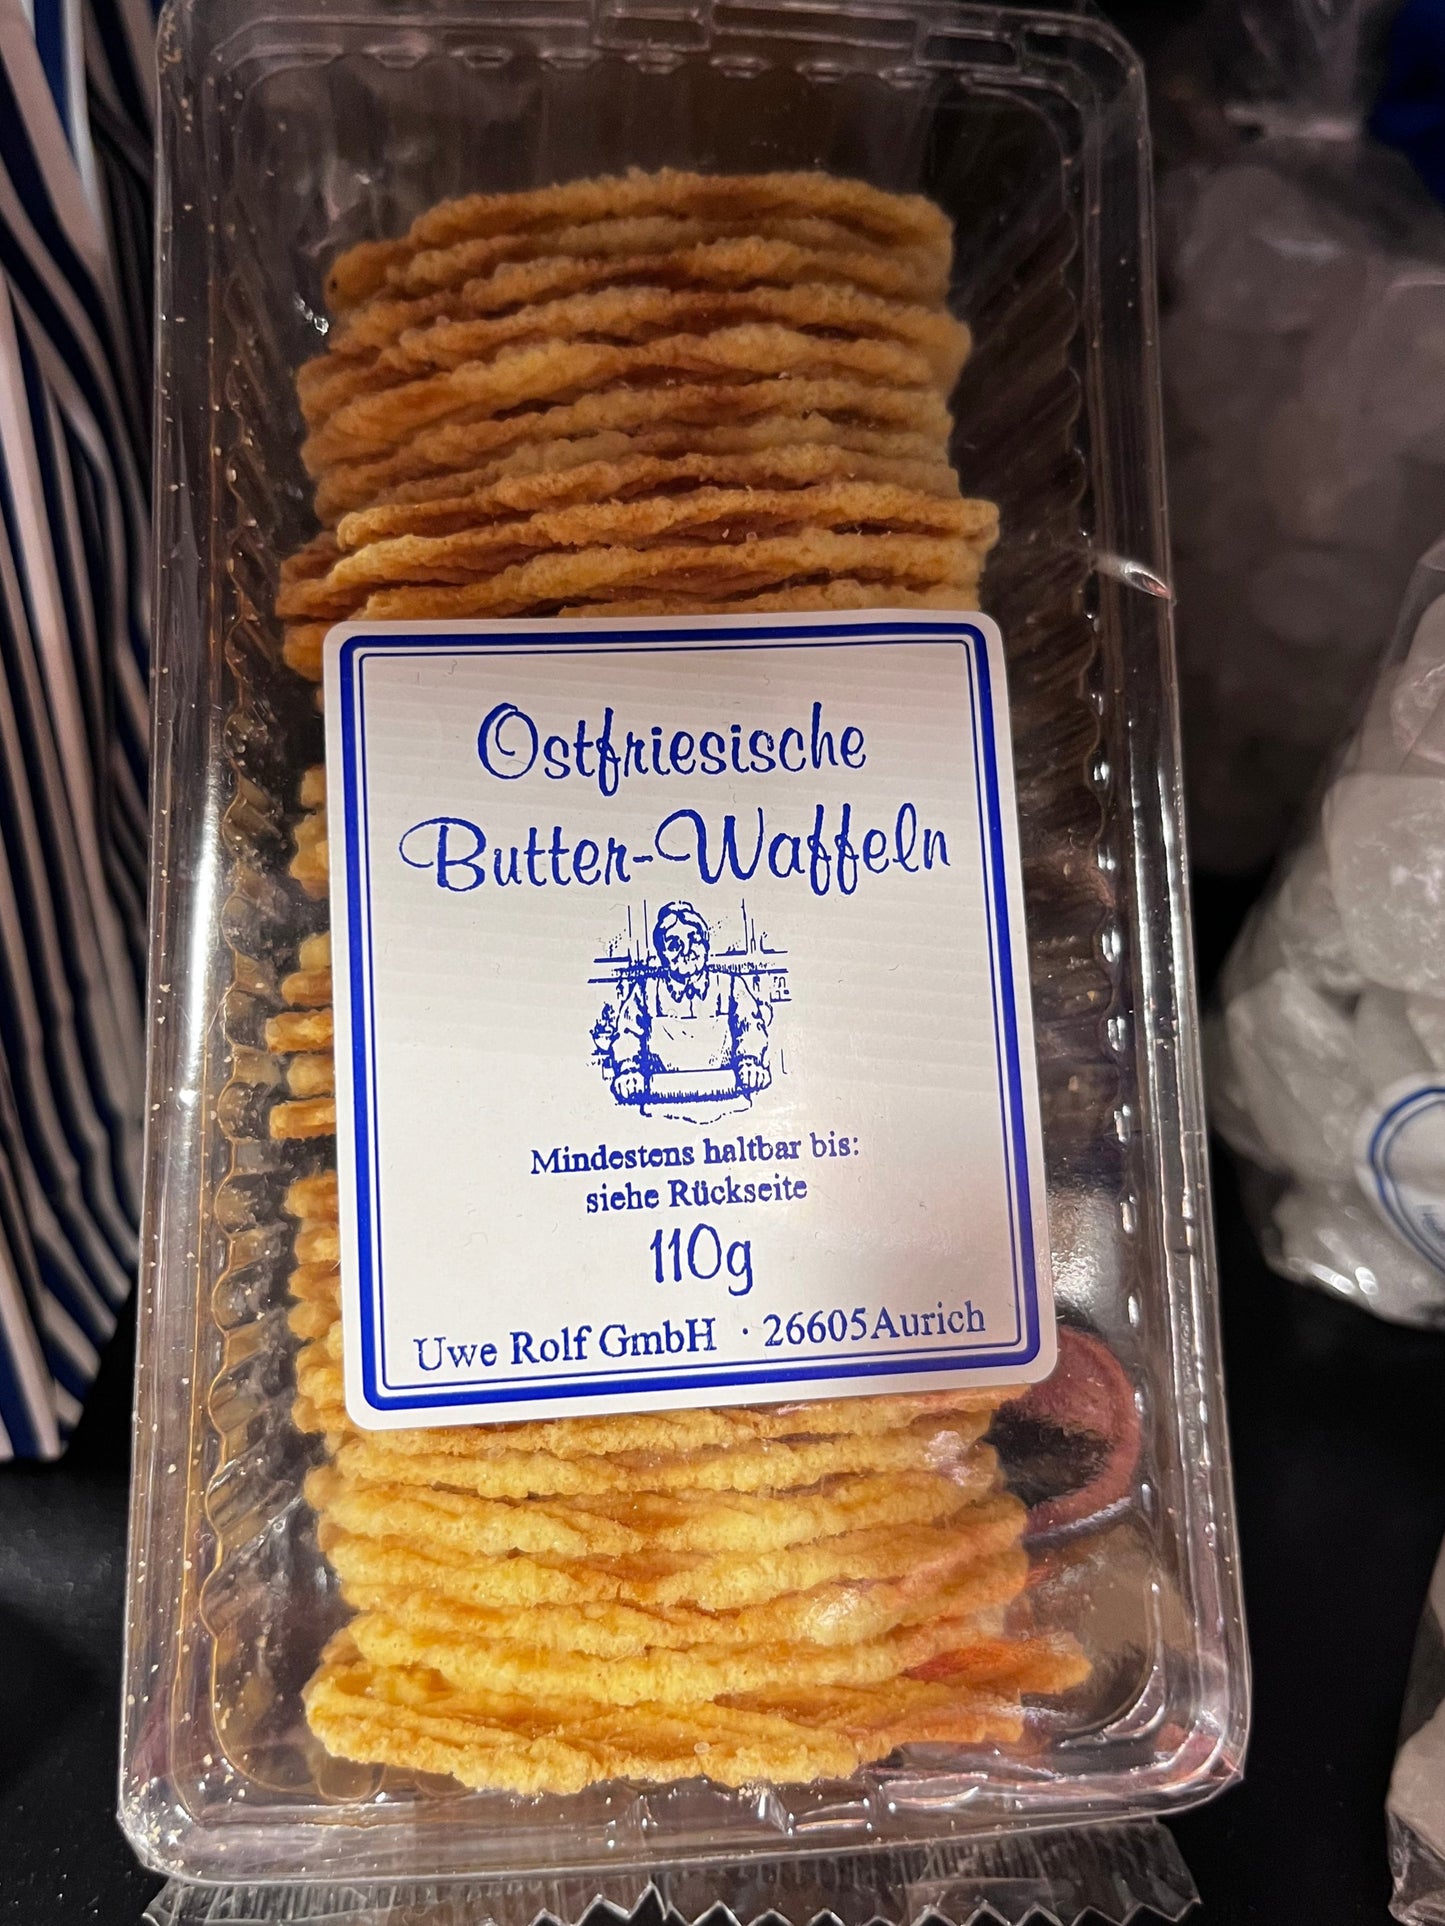 Ostfriesische
Butter-Waffeln
Mindestens haltbar bis:
siehe Rückseite
110g
Uwe Rolf GmbH · 26605Aurich